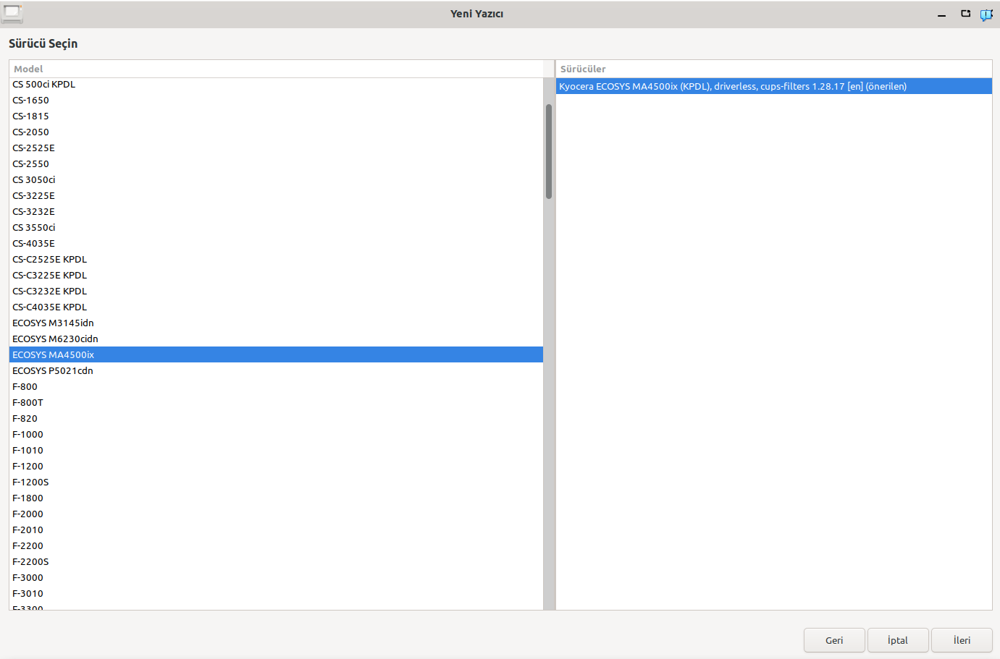 Yeni Yazıcı
Sürücü Seçin
Model
CS 500ci KPDL
CS-1650
CS-1815
CS-2050
CS-2525E
CS-2550
CS 3050ci
CS-3225E
CS-3232E
CS 3550ci
CS-4035E
CS-C2525E KPDL
CS-C3225E KPDL
CS-C3232E KPDL
CS-C4035E KPDL
ECOSYS M3145idn
ECOSYS M6230cidn
ECOSYS MA4500ix
ECOSYS P5021cdn
F-800
F-800T
F-820
F-1000
F-1010
F-1200
F-1200S
F-1800
F-2000
F-2010
F-2200
F-2200S
F-3000
F-3010
F-3300
Sürücüler
Kyocera ECOSYS MA4500ix (KPDL), driverless, cups-filters 1.28.17 [en] (önerilen)
Geri
İptal
İleri